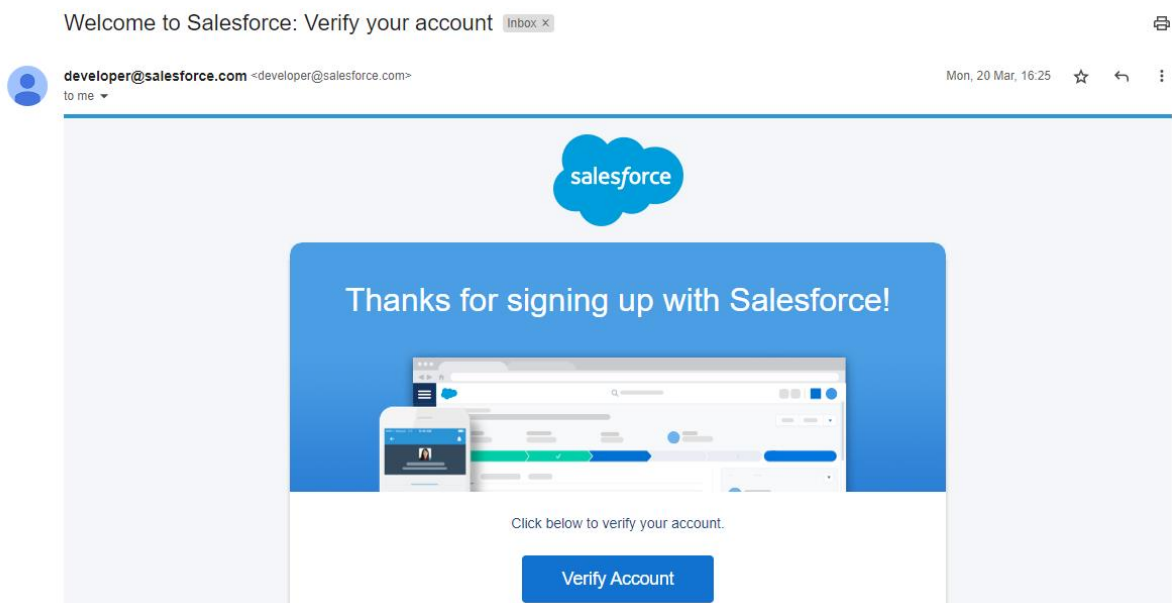 Welcome to Salesforce: Verify your account Inbox ×
developer@salesforce.com <developer@salesforce.com> Mon, 20 Mar, 16:25
to me
salesforce
Thanks for signing up with Salesforce!
Click below to verify your account.
Verify Account